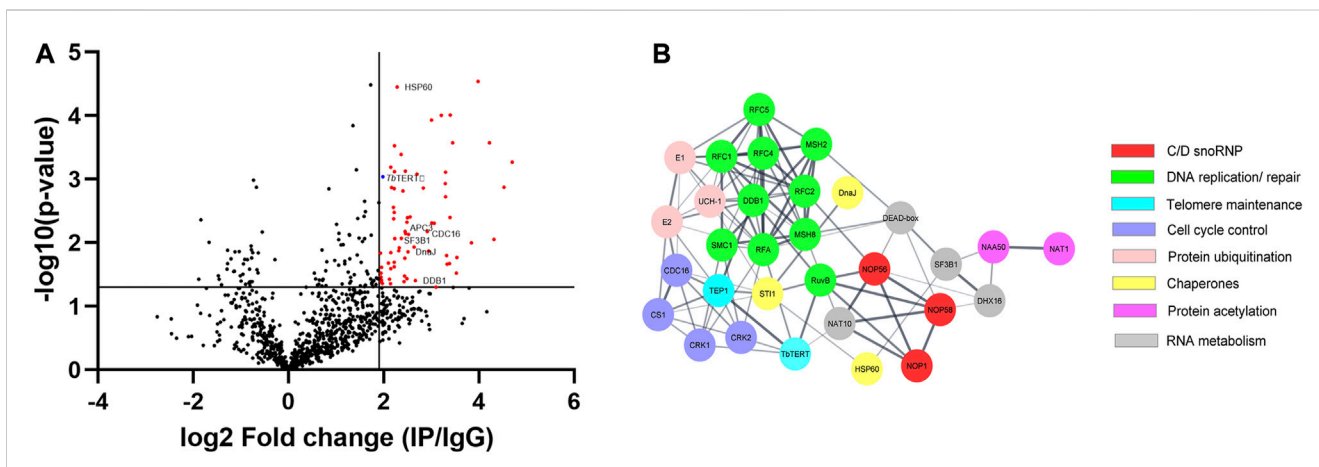 A
5
4
3
2
1
0
-4
-2
0
2
4
6
-log10(p-value)
log2 Fold change (IP/IgG)
HSP60
TbTERT□
APC3
CDC16
SF3B1
DnaJ
DDB1
B
RFC5
E1
RFC1
RFC4
MSH2
UCH-1
DDB1
RFC2
DnaJ
E2
DEAD-box
SMC1
RFA
MSH8
NAA50
NAT1
CDC16
NOP56
SF3B1
TEP1
STI1
RuvB
DHX16
CS1
NAT10
NOP58
CRK1
CRK2
TbTERT
HSP60
NOP1
C/D snoRNP
DNA replication/ repair
Telomere maintenance
Cell cycle control
Protein ubiquitination
Chaperones
Protein acetylation
RNA metabolism